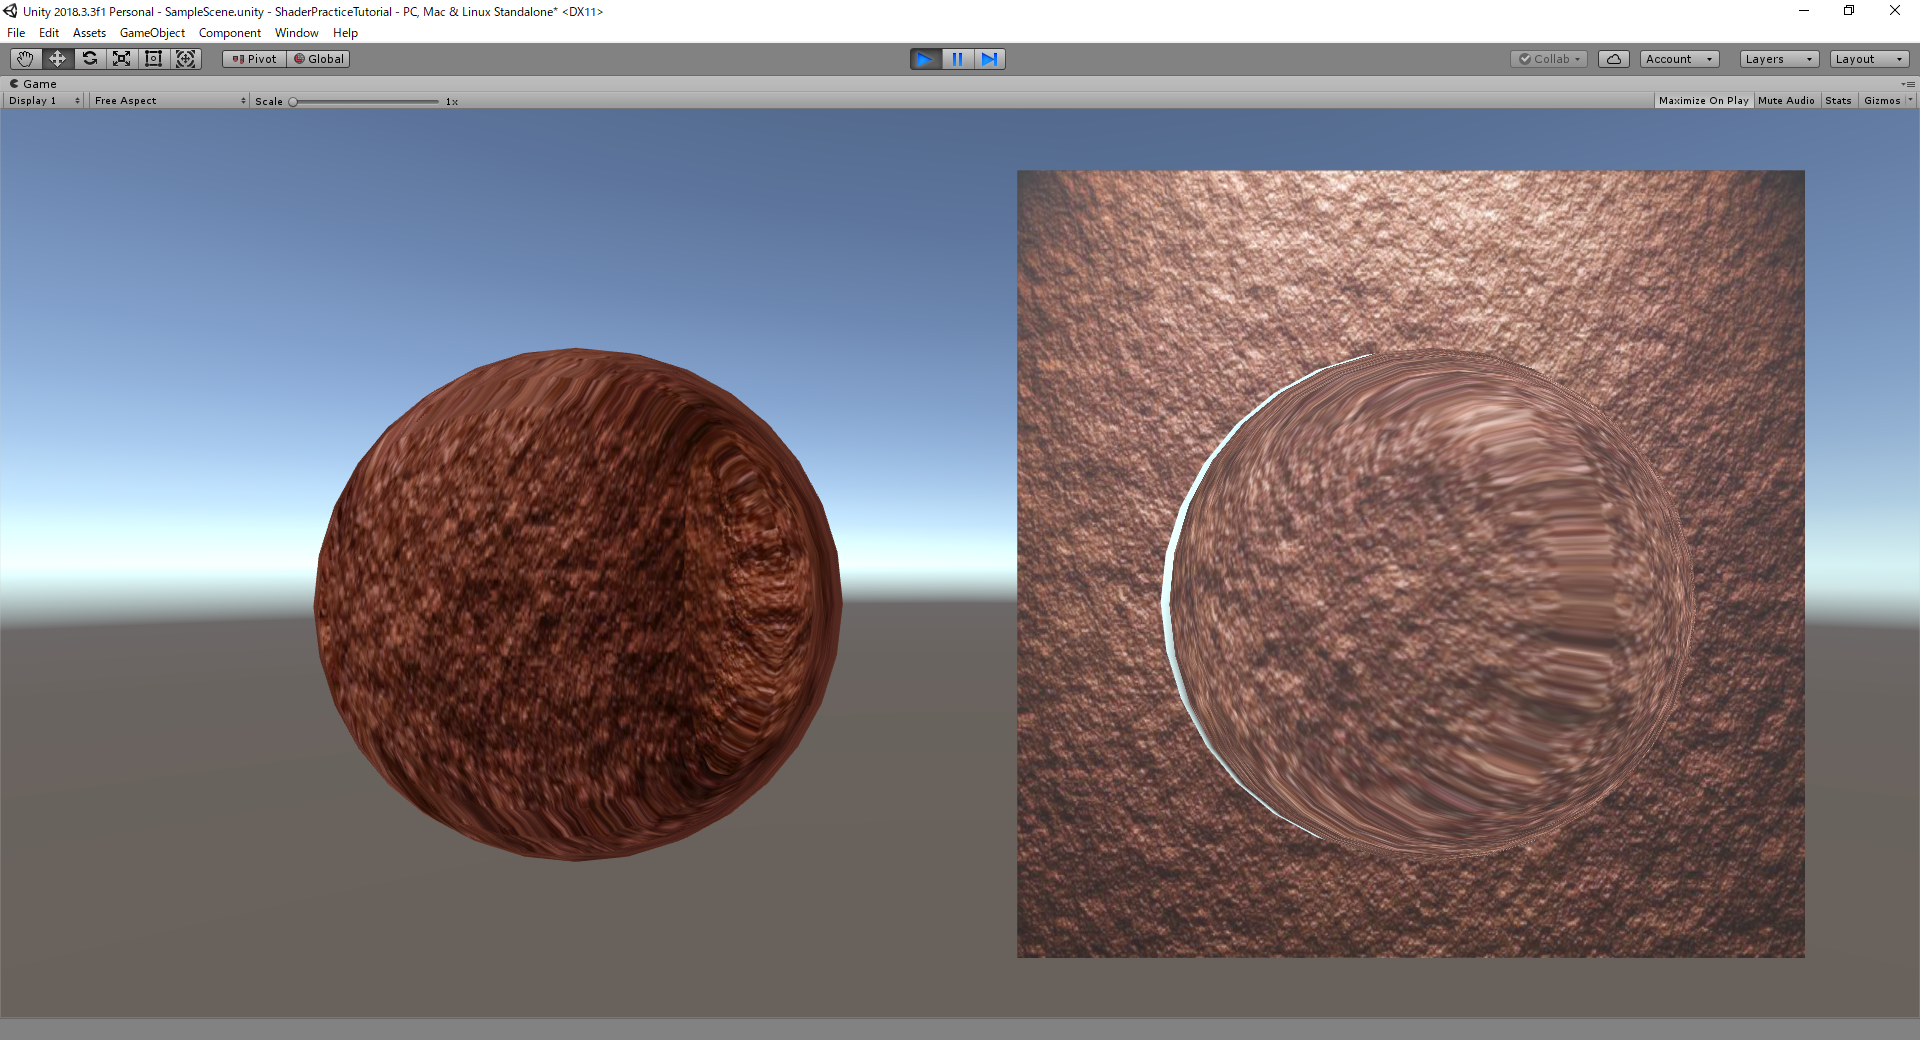 Unity 2018.3.3f1 Personal - SampleScene.unity - ShaderPracticeTutorial - PC, Mac & Linux Standalone* <DX11>
File Edit Assets GameObject Component Window Help
Pivot Global Collab Account Layers Layout
Game
Display 1 Free Aspect Scale 1x Maximize On Play Mute Audio Stats Gizmos